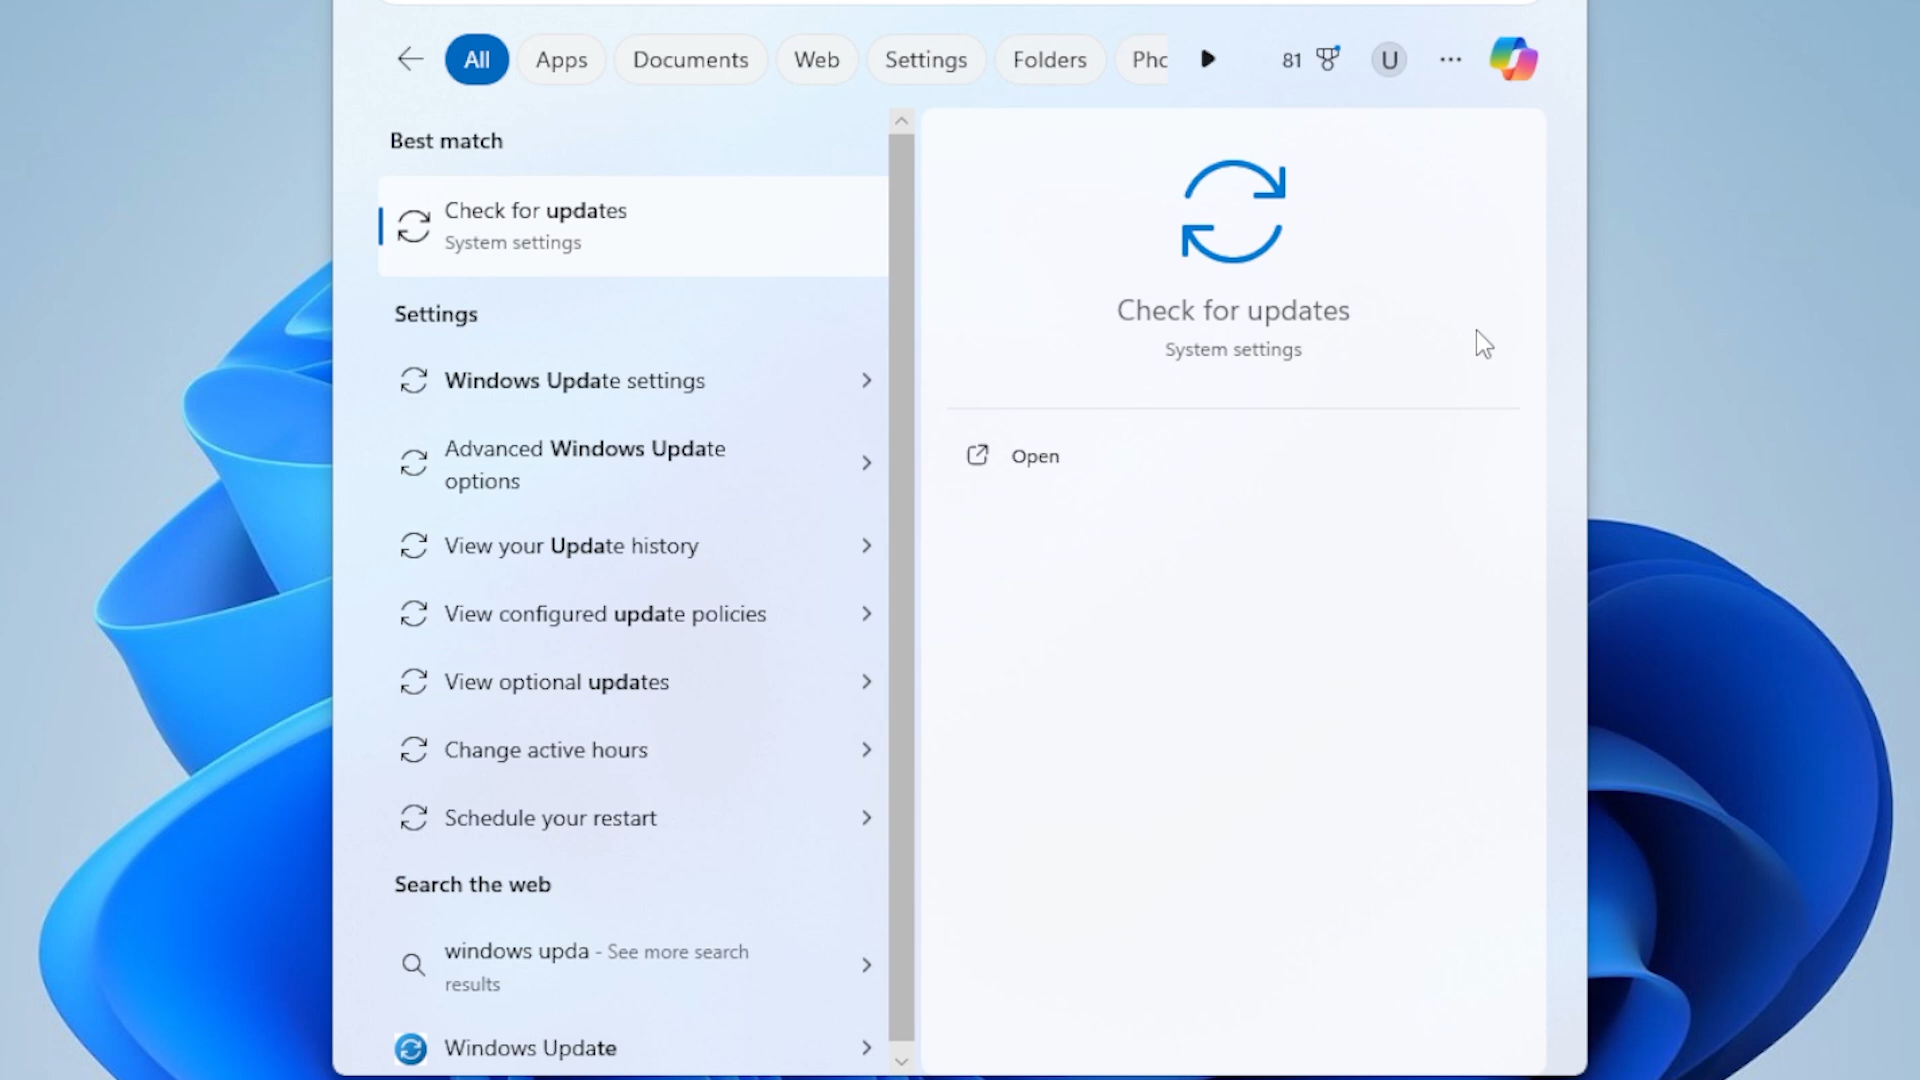 All
Apps
Documents
Web
Settings
Folders
Pho
81
U
Best match
Check for updates
System settings
Settings
Windows Update settings
Advanced Windows Update
options
View your Update history
View configured update policies
View optional updates
Change active hours
Schedule your restart
Search the web
windows upda - See more search
results
Windows Update
Check for updates
System settings
Open